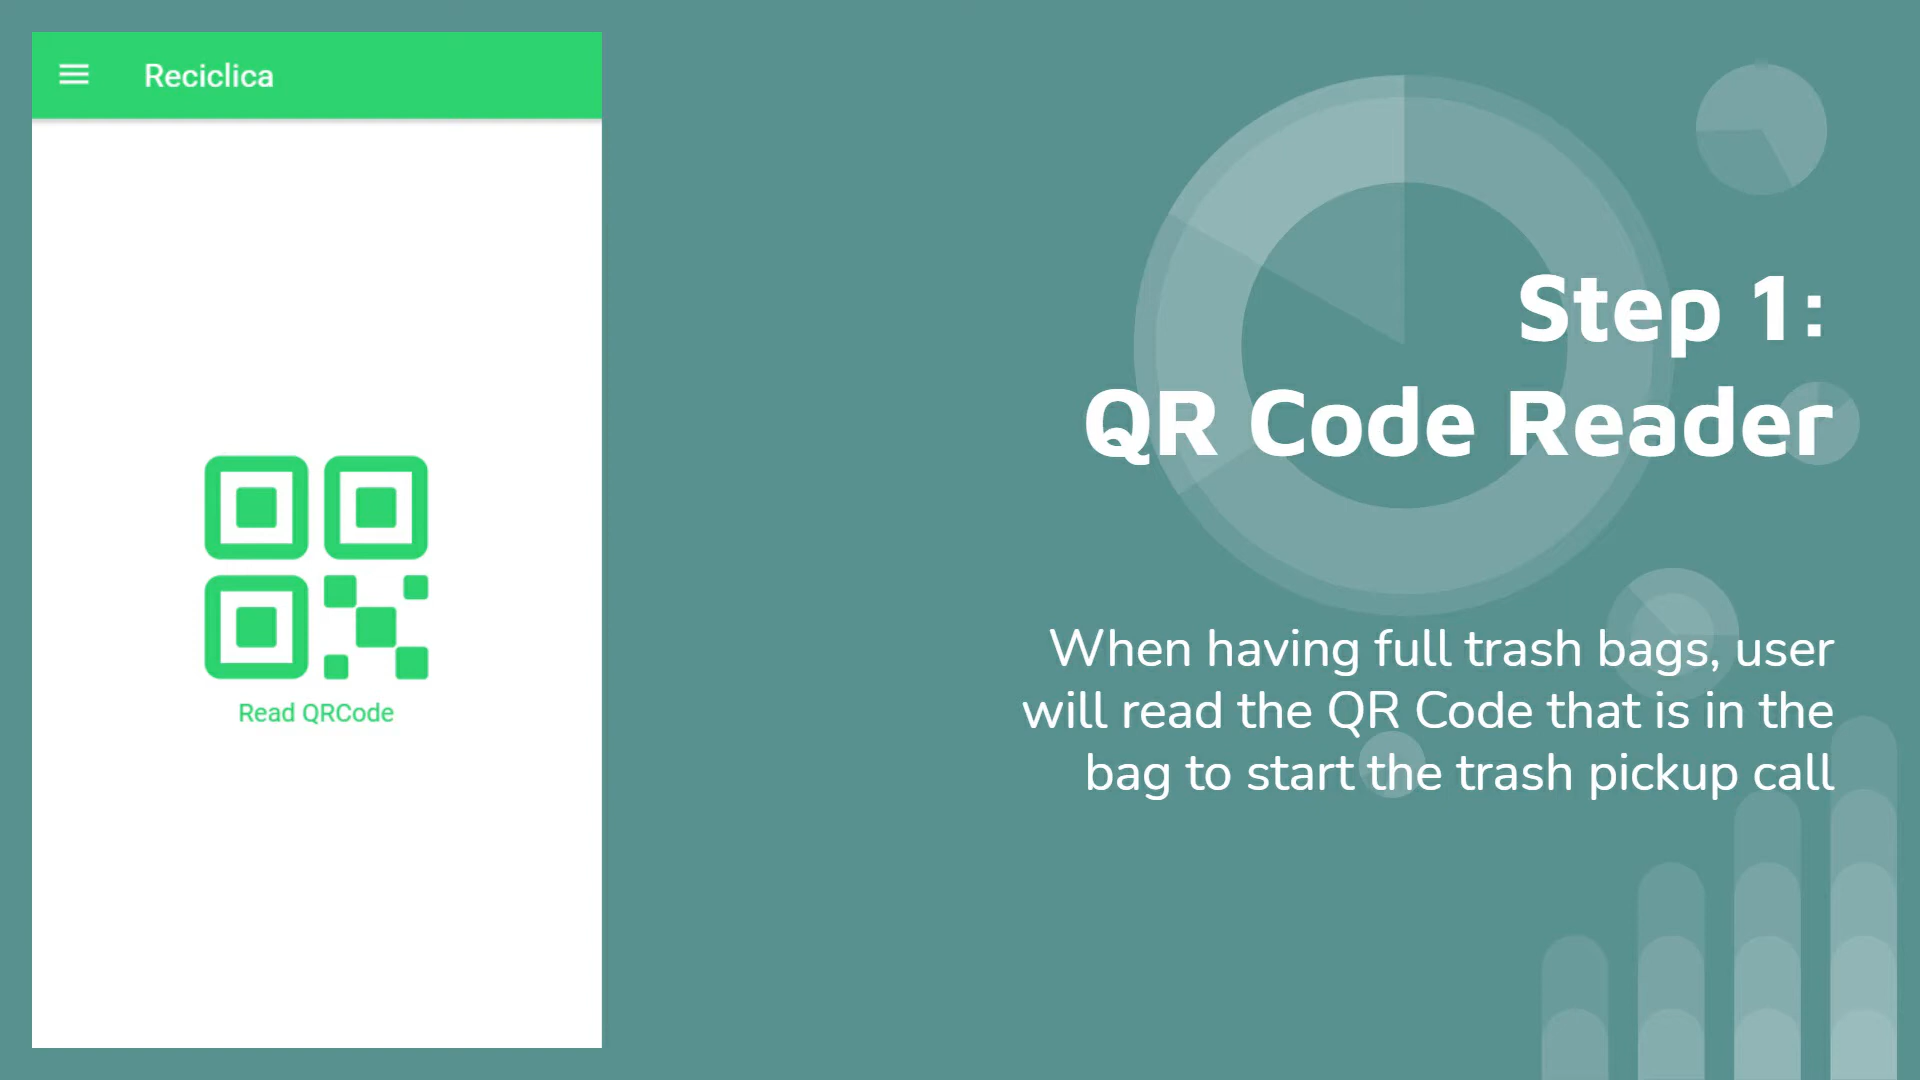 Reciclica
Read QRCode
Step 1:
QR Code Reader
When having full trash bags, user
will read the QR Code that is in the
bag to start the trash pickup call